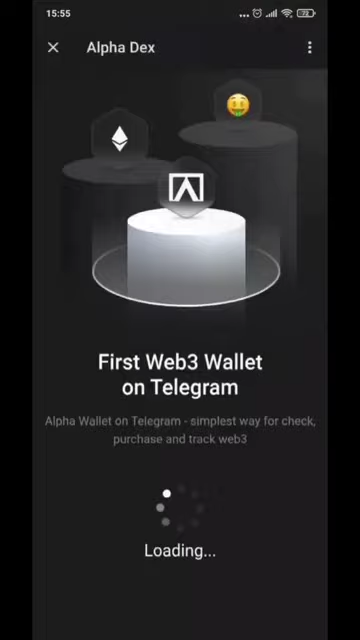 15:55
72
Alpha Dex
First Web3 Wallet
on Telegram
Alpha Wallet on Telegram - simplest way for check,
purchase and track web3
Loading...